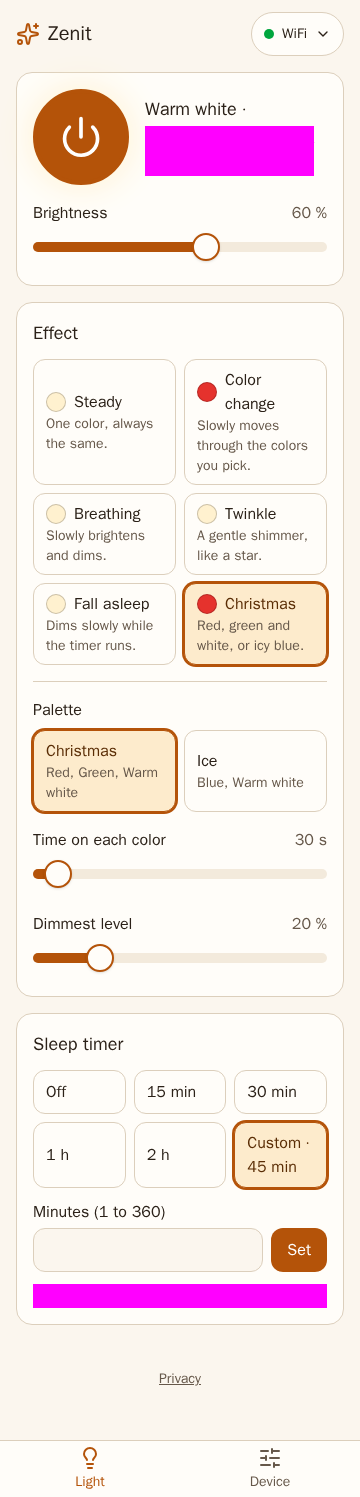 Zenit
WiFi
Warm white ·
Brightness
60 %
Effect
Steady
One color, always
the same.
Color
change
Slowly moves
through the colors
you pick.
Breathing
Slowly brightens
and dims.
Twinkle
A gentle shimmer,
like a star.
Fall asleep
Dims slowly while
the timer runs.
Christmas
Red, green and
white, or icy blue.
Palette
Christmas
Red, Green, Warm
white
Ice
Blue, Warm white
Time on each color
30 s
Dimmest level
20 %
Sleep timer
Off
15 min
30 min
1 h
2 h
Custom ·
45 min
Minutes (1 to 360)
Set
Privacy
Light
Device